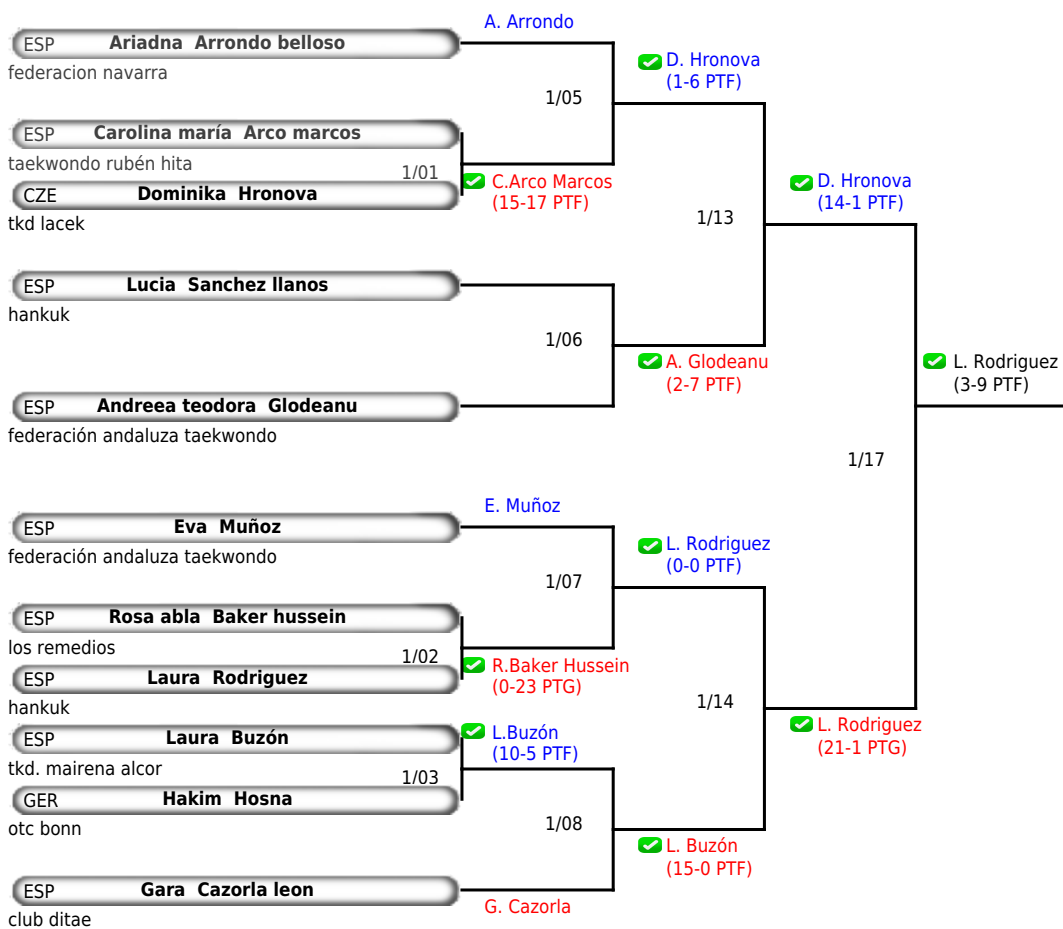 A. Arrondo
ESP Ariadna Arrondo belloso
federacion navarra
D. Hronova
(1-6 PTF)
1/05
ESP Carolina maría Arco marcos
taekwondo rubén hita
1/01
C.Arco Marcos
(15-17 PTF)
CZE Dominika Hronova
tkd lacek
D. Hronova
(14-1 PTF)
1/13
ESP Lucia Sanchez llanos
hankuk
1/06
A. Glodeanu
(2-7 PTF)
L. Rodriguez
(3-9 PTF)
ESP Andreea teodora Glodeanu
federación andaluza taekwondo
1/17
E. Muñoz
ESP Eva Muñoz
federación andaluza taekwondo
L. Rodriguez
(0-0 PTF)
1/07
ESP Rosa abla Baker hussein
los remedios
1/02
R.Baker Hussein
(0-23 PTG)
ESP Laura Rodriguez
hankuk
1/14
L. Rodriguez
(21-1 PTG)
ESP Laura Buzón
tkd. mairena alcor
L.Buzón
(10-5 PTF)
1/03
GER Hakim Hosna
otc bonn
1/08
L. Buzón
(15-0 PTF)
ESP Gara Cazorla leon
club ditae
G. Cazorla